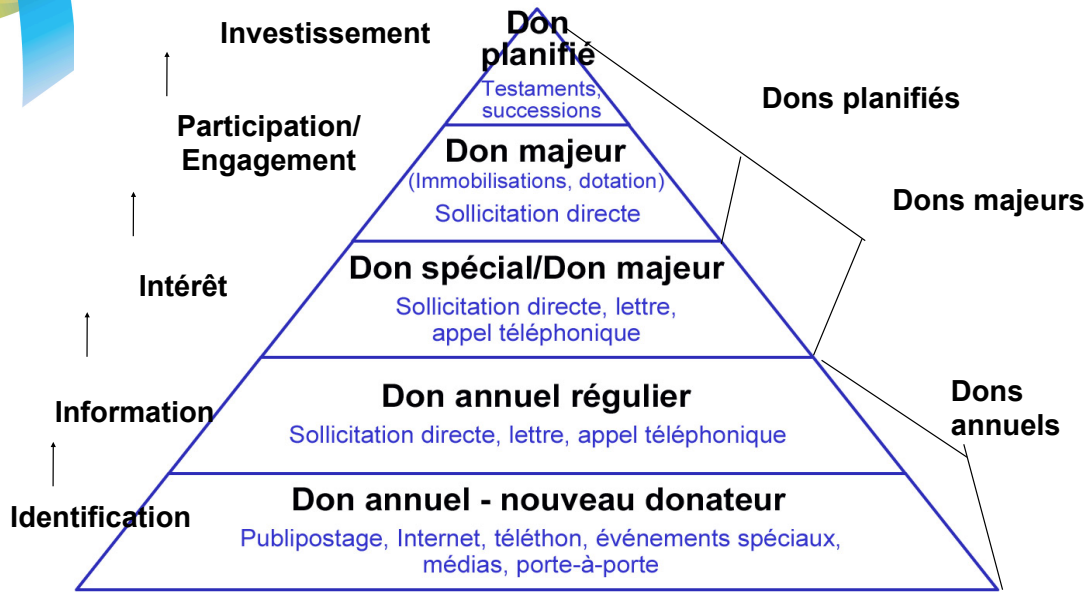 Investissement
Participation/
Engagement
Intérêt
Information
Identification
Don
planifié
Testaments,
successions
Don majeur
(Immobilisations, dotation)
Sollicitation directe
Don spécial/Don majeur
Sollicitation directe, lettre,
appel téléphonique
Don annuel régulier
Sollicitation directe, lettre, appel téléphonique
Don annuel - nouveau donateur
Publipostage, Internet, téléthon, événements spéciaux,
médias, porte-à-porte
Dons planifiés
Dons majeurs
Dons
annuels